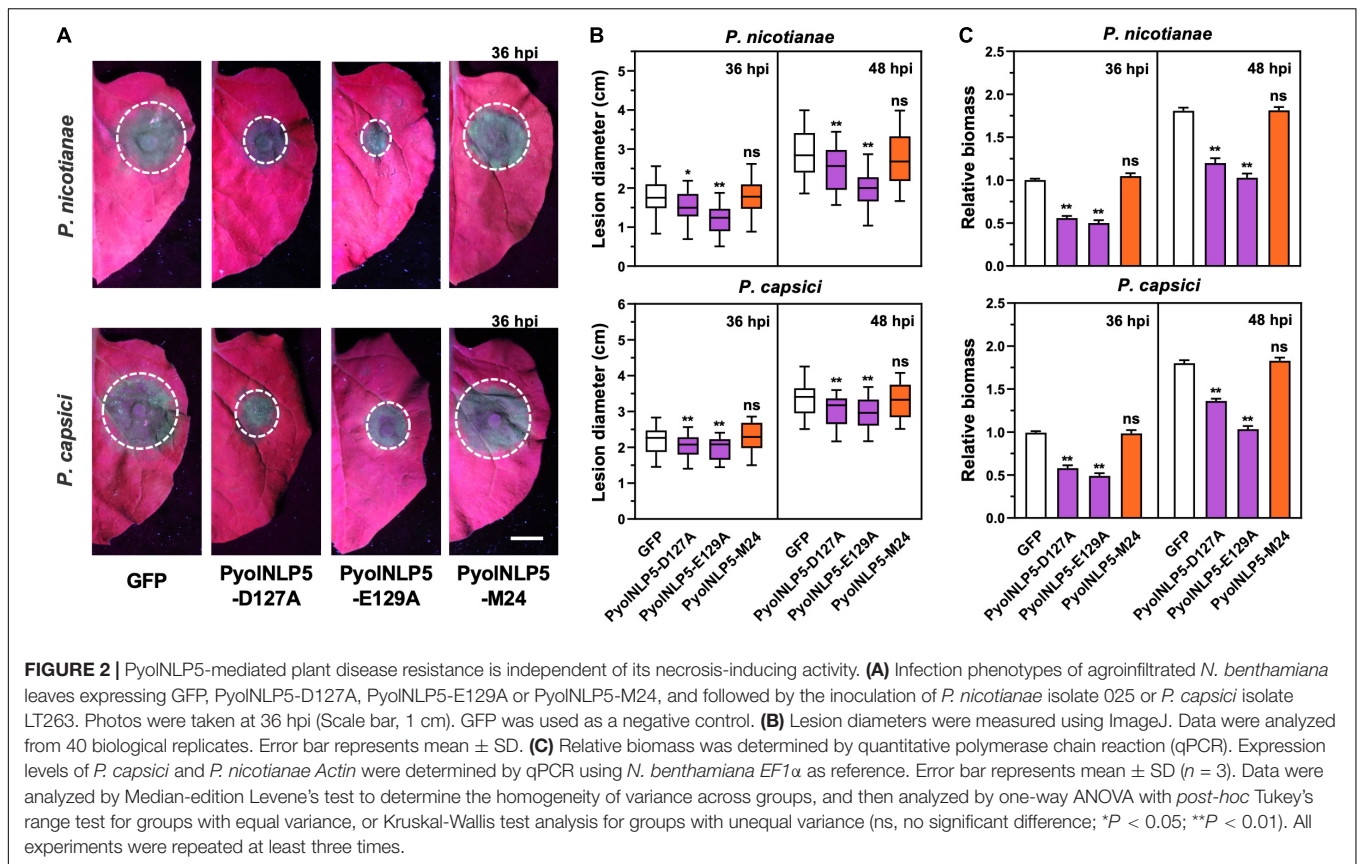 A
36 hpi
P. nicotianae
36 hpi
P. capsici
GFP
PyolNLP5
-D127A
PyolNLP5
-E129A
PyolNLP5
-M24
B
P. nicotianae
Lesion diameter (cm)
6
5
4
3
2
1
0
36 hpi
48 hpi
*
**
ns
**
**
ns
P. capsici
Lesion diameter (cm)
6
5
4
3
2
1
0
36 hpi
48 hpi
**
**
ns
**
**
ns
GFP
PyolNLP5-D127A
PyolNLP5-E129A
PyolNLP5-M24
GFP
PyolNLP5-D127A
PyolNLP5-E129A
PyolNLP5-M24
C
P. nicotianae
Relative biomass
2.5
2.0
1.5
1.0
0.5
0.0
36 hpi
48 hpi
**
**
ns
**
**
ns
P. capsici
Relative biomass
2.5
2.0
1.5
1.0
0.5
0.0
36 hpi
48 hpi
**
**
ns
**
**
ns
GFP
PyolNLP5-D127A
PyolNLP5-E129A
PyolNLP5-M24
GFP
PyolNLP5-D127A
PyolNLP5-E129A
PyolNLP5-M24
FIGURE 2 | PyolNLP5-mediated plant disease resistance is independent of its necrosis-inducing activity. (A) Infection phenotypes of agroinfiltrated N. benthamiana
leaves expressing GFP, PyolNLP5-D127A, PyolNLP5-E129A or PyolNLP5-M24, and followed by the inoculation of P. nicotianae isolate 025 or P. capsici isolate
LT263. Photos were taken at 36 hpi (Scale bar, 1 cm). GFP was used as a negative control. (B) Lesion diameters were measured using ImageJ. Data were analyzed
from 40 biological replicates. Error bar represents mean ± SD. (C) Relative biomass was determined by quantitative polymerase chain reaction (qPCR). Expression
levels of P. capsici and P. nicotianae Actin were determined by qPCR using N. benthamiana EF1α as reference. Error bar represents mean ± SD (n = 3). Data were
analyzed by Median-edition Levene's test to determine the homogeneity of variance across groups, and then analyzed by one-way ANOVA with post-hoc Tukey's
range test for groups with equal variance, or Kruskal-Wallis test analysis for groups with unequal variance (ns, no significant difference; *P < 0.05; **P < 0.01). All
experiments were repeated at least three times.